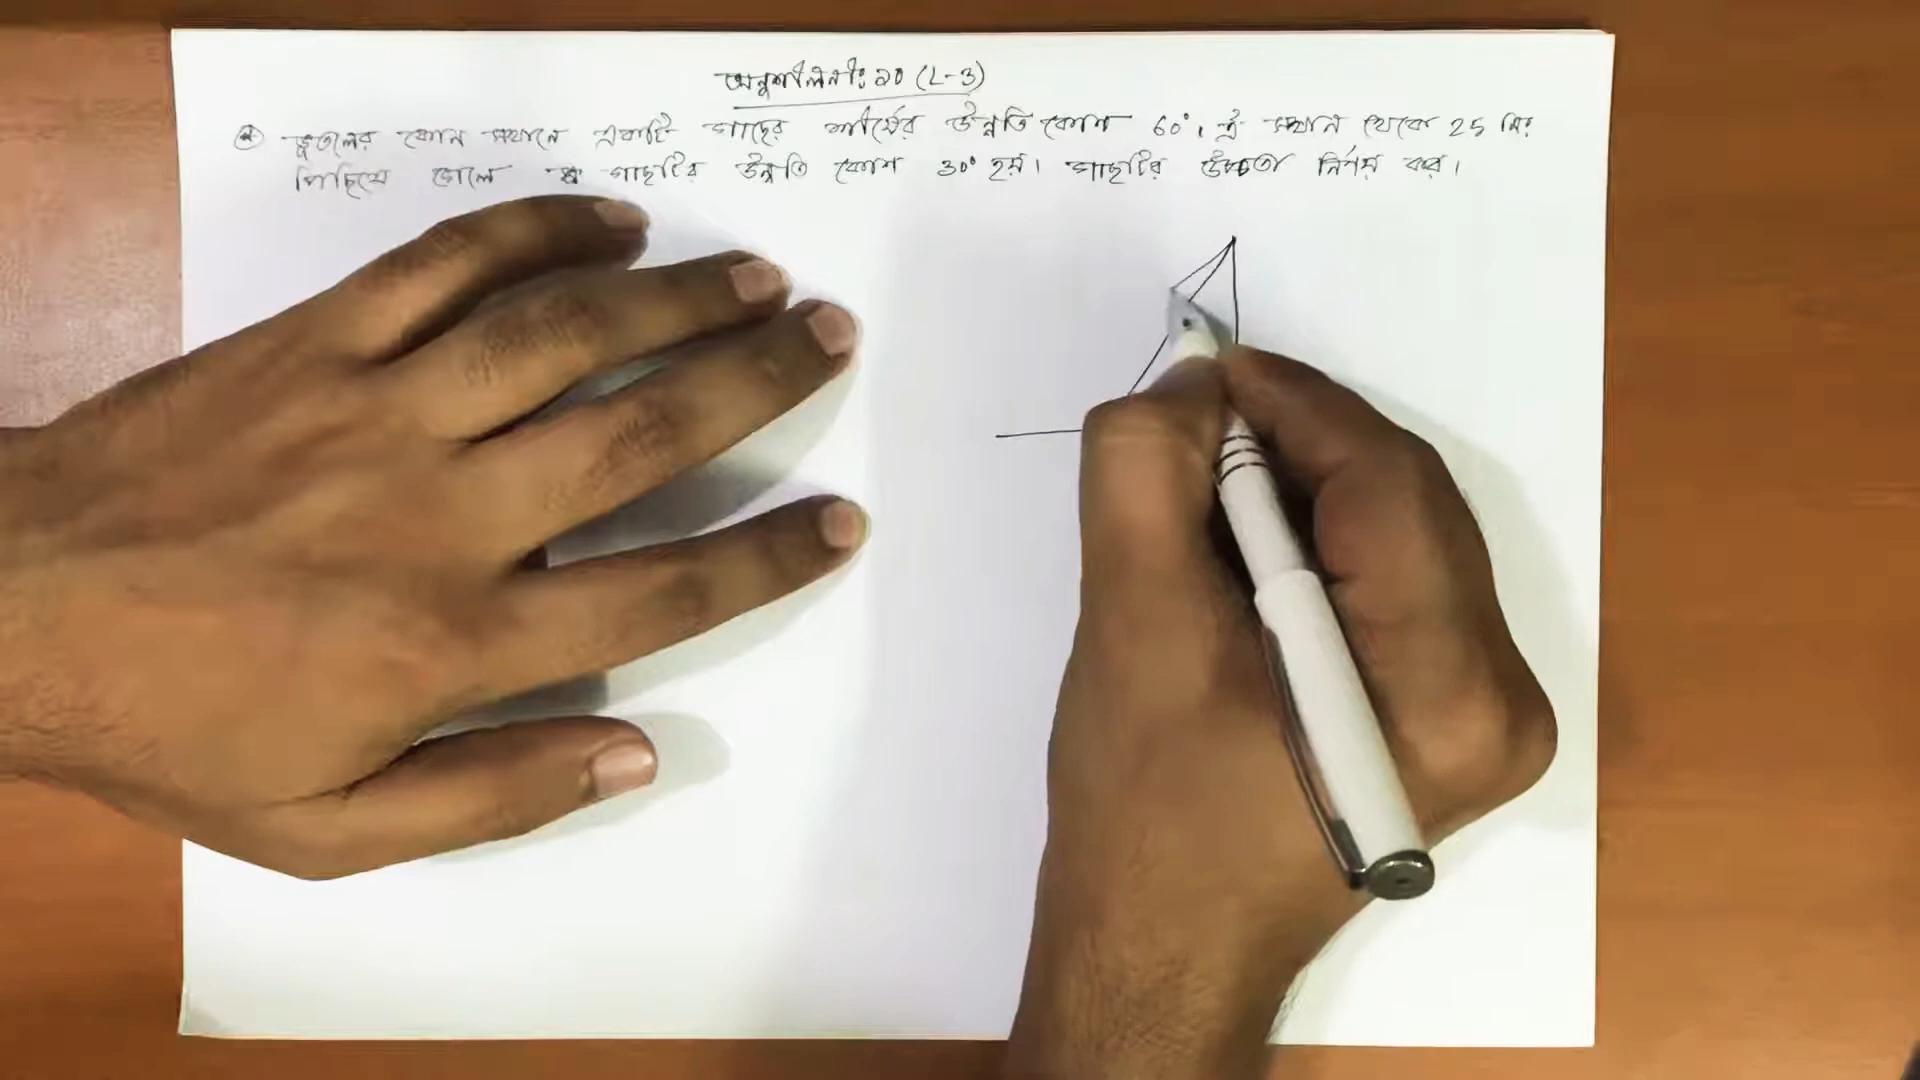 অনুশীলনীঃ ১০ (L-3)
৯ ভূতলের কোন স্থানে একটি গাছের শীর্ষের উন্নতি কোণ 60°। ঐ স্থান থেকে 25 মিঃ
পিছিয়ে গেলে গাছটির উন্নতি কোণ 30° হয়। গাছটির উচ্চতা নির্ণয় কর।